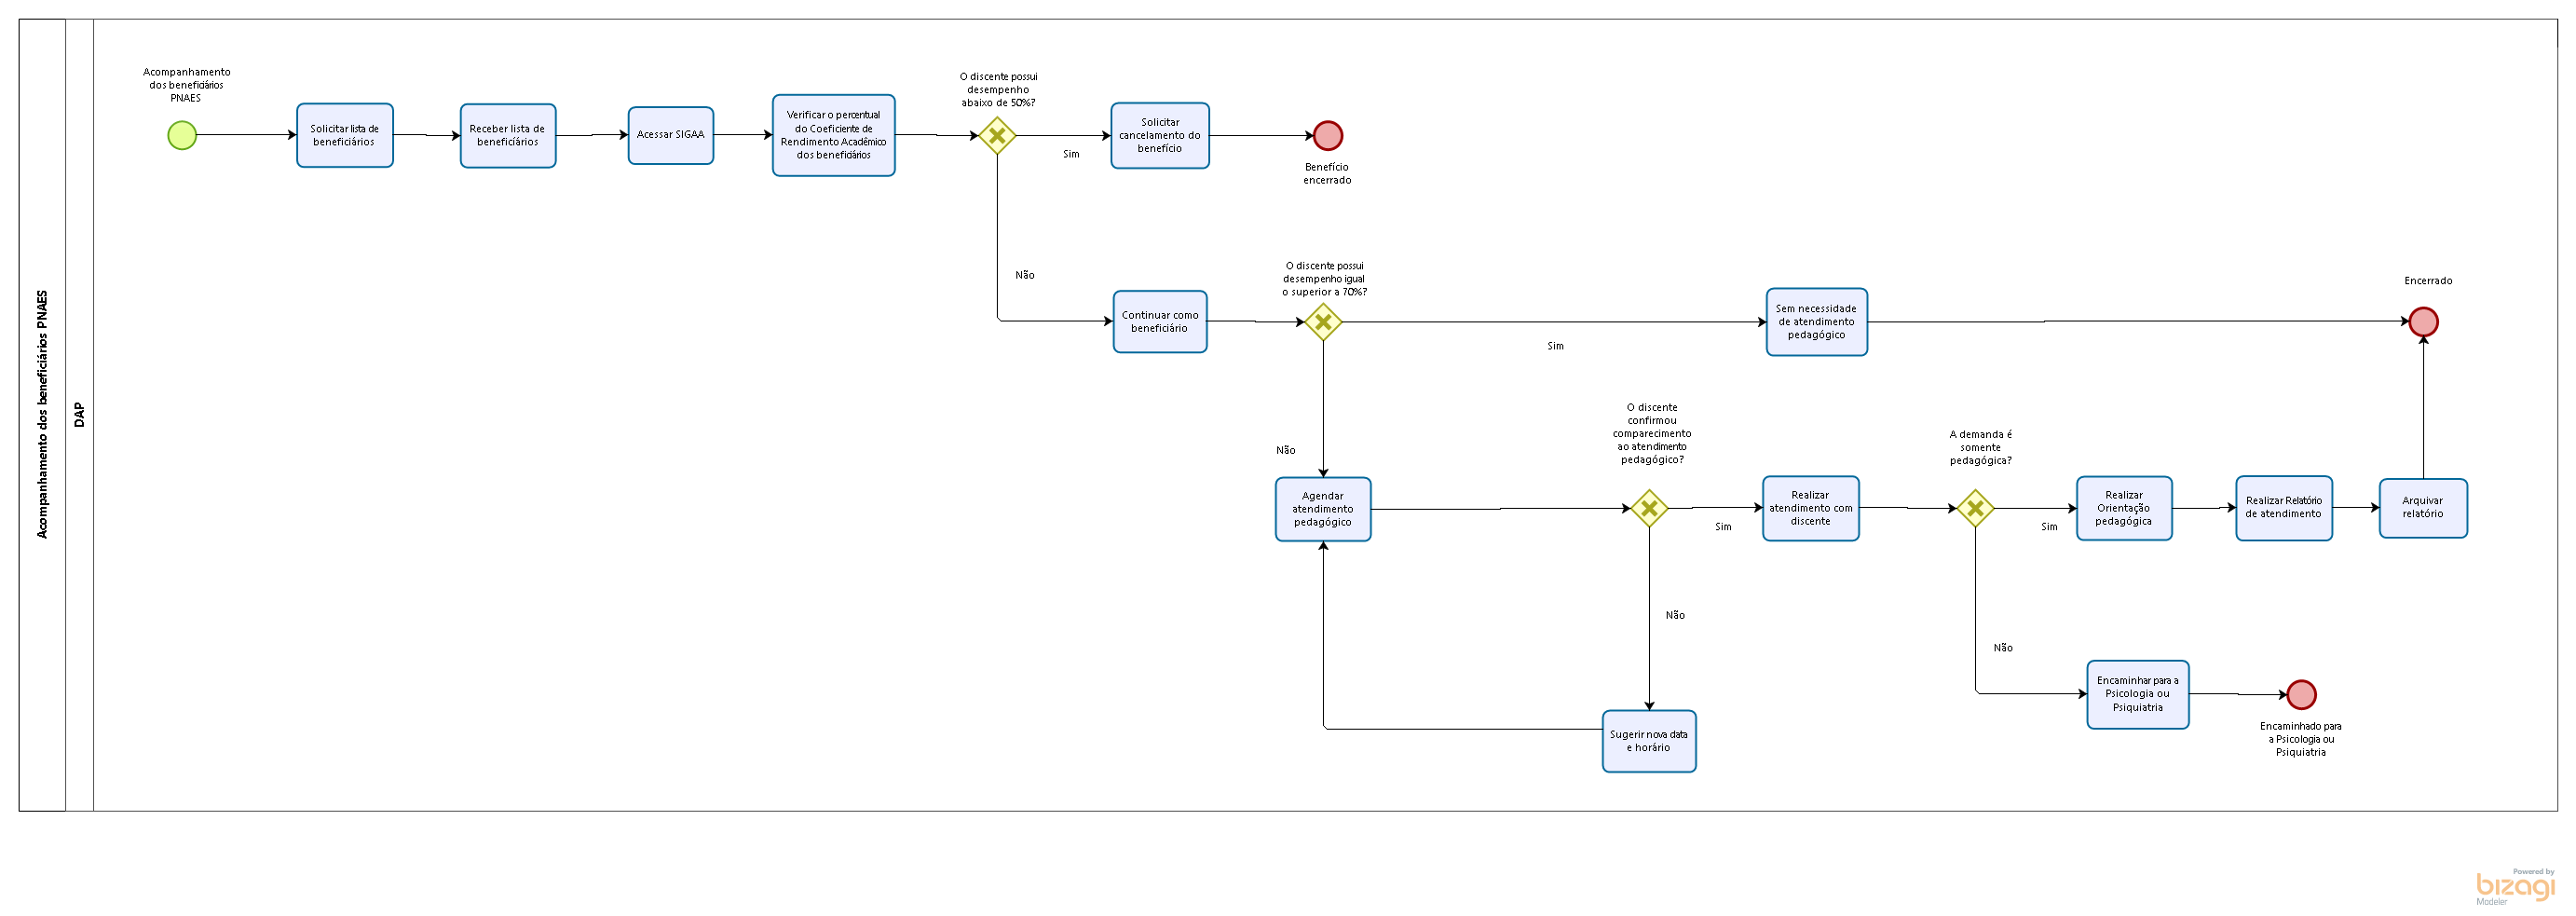 Acompanhamento dos beneficiários PNAES
DAP
Acompanhamento
dos beneficiários
PNAES
Solicitar lista de
beneficiários
Receber lista de
beneficiários
Acessar SIGAA
Verificar o percentual
do Coeficiente de
Rendimento Acadêmico
dos beneficiários
O discente possui
desempenho
abaixo de 50%?
Sim
Solicitar
cancelamento do
benefício
Benefício
encerrado
Não
Continuar como
beneficiário
O discente possui
desempenho igual
o superior a 70%?
Sim
Sem necessidade
de atendimento
pedagógico
Encerrado
Não
Agendar
atendimento
pedagógico
O discente
confirmou
comparecimento
ao atendimento
pedagógico?
Sim
Realizar
atendimento com
discente
A demanda é
somente
pedagógica?
Sim
Realizar
Orientação
pedagógica
Realizar Relatório
de atendimento
Arquivar
relatório
Não
Sugerir nova data
e horário
Não
Encaminhar para a
Psicologia ou
Psiquiatria
Encaminhado para
a Psicologia ou
Psiquiatria
Powered by
bizagi
Modeler